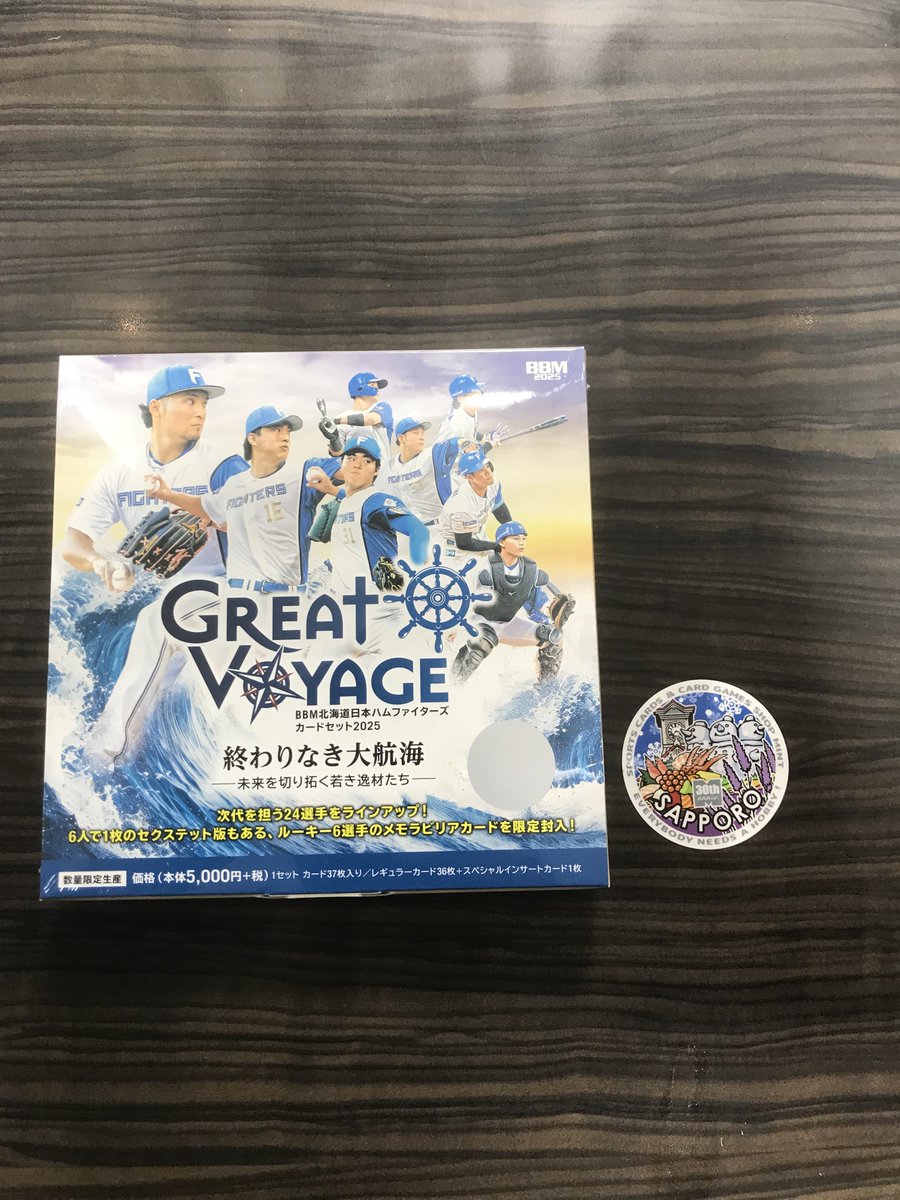 BBM
2025
F
FIGHTERS
FIGHTERS
16
GREAT
VOYAGE
BBM北海道日本ハムファイターズ
カードセット2025
終わりなき大航海
―未来を切り拓く若き逸材たち―
次代を担う24選手をラインアップ!
6人で1枚のセクステット版もある、ルーキー6選手のメモラビリアカードを限定封入!
数量限定生産 価格(本体5,000円+税)1セット カード37枚入り/レギュラーカード36枚+スペシャルインサートカード1枚
SPORTS CARDS & CARD GAMES SHOP MINT
30th
SAPPORO
EVERYBODY NEEDS A HOBBY!